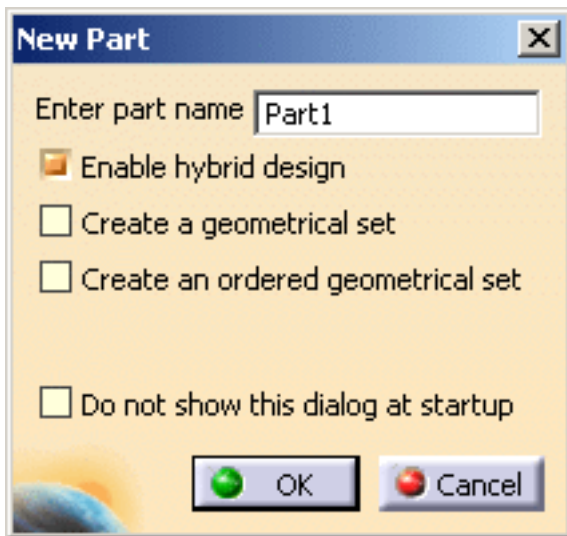 New Part
Enter part name Part1
Enable hybrid design
Create a geometrical set
Create an ordered geometrical set
Do not show this dialog at startup
OK Cancel